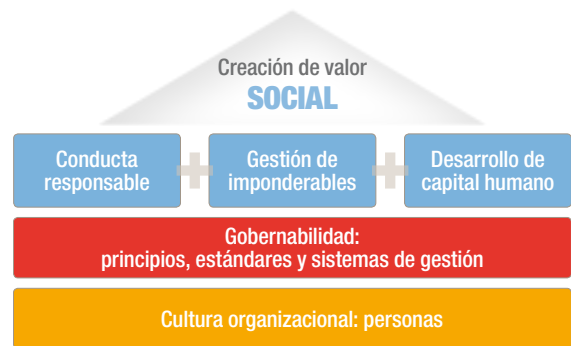 Creación de valor
SOCIAL
Conducta
responsable
Gestión de
imponderables
Desarrollo de
capital humano
Gobernabilidad:
principios, estándares y sistemas de gestión
Cultura organizacional: personas